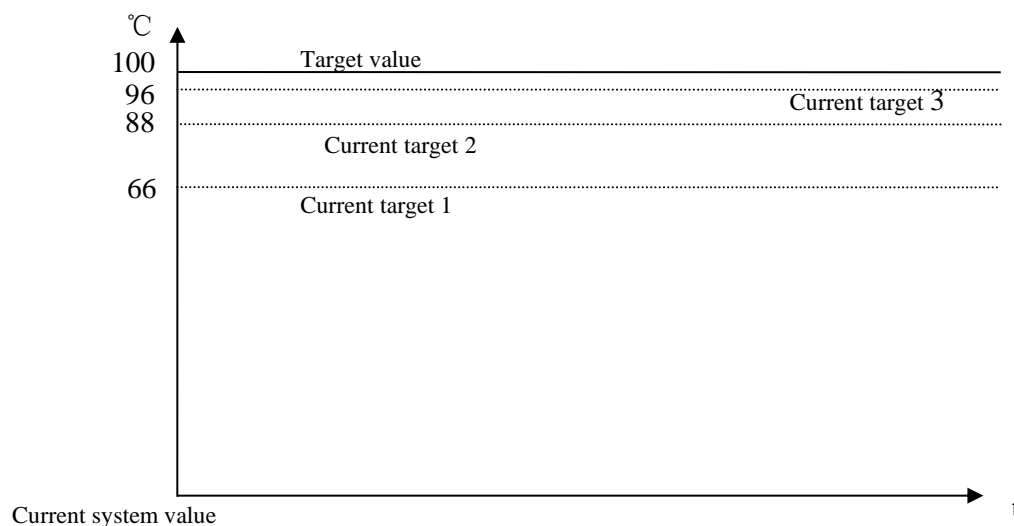 ℃
100
Target value
96
Current target 3
88
Current target 2
66
Current target 1
t
Current system value